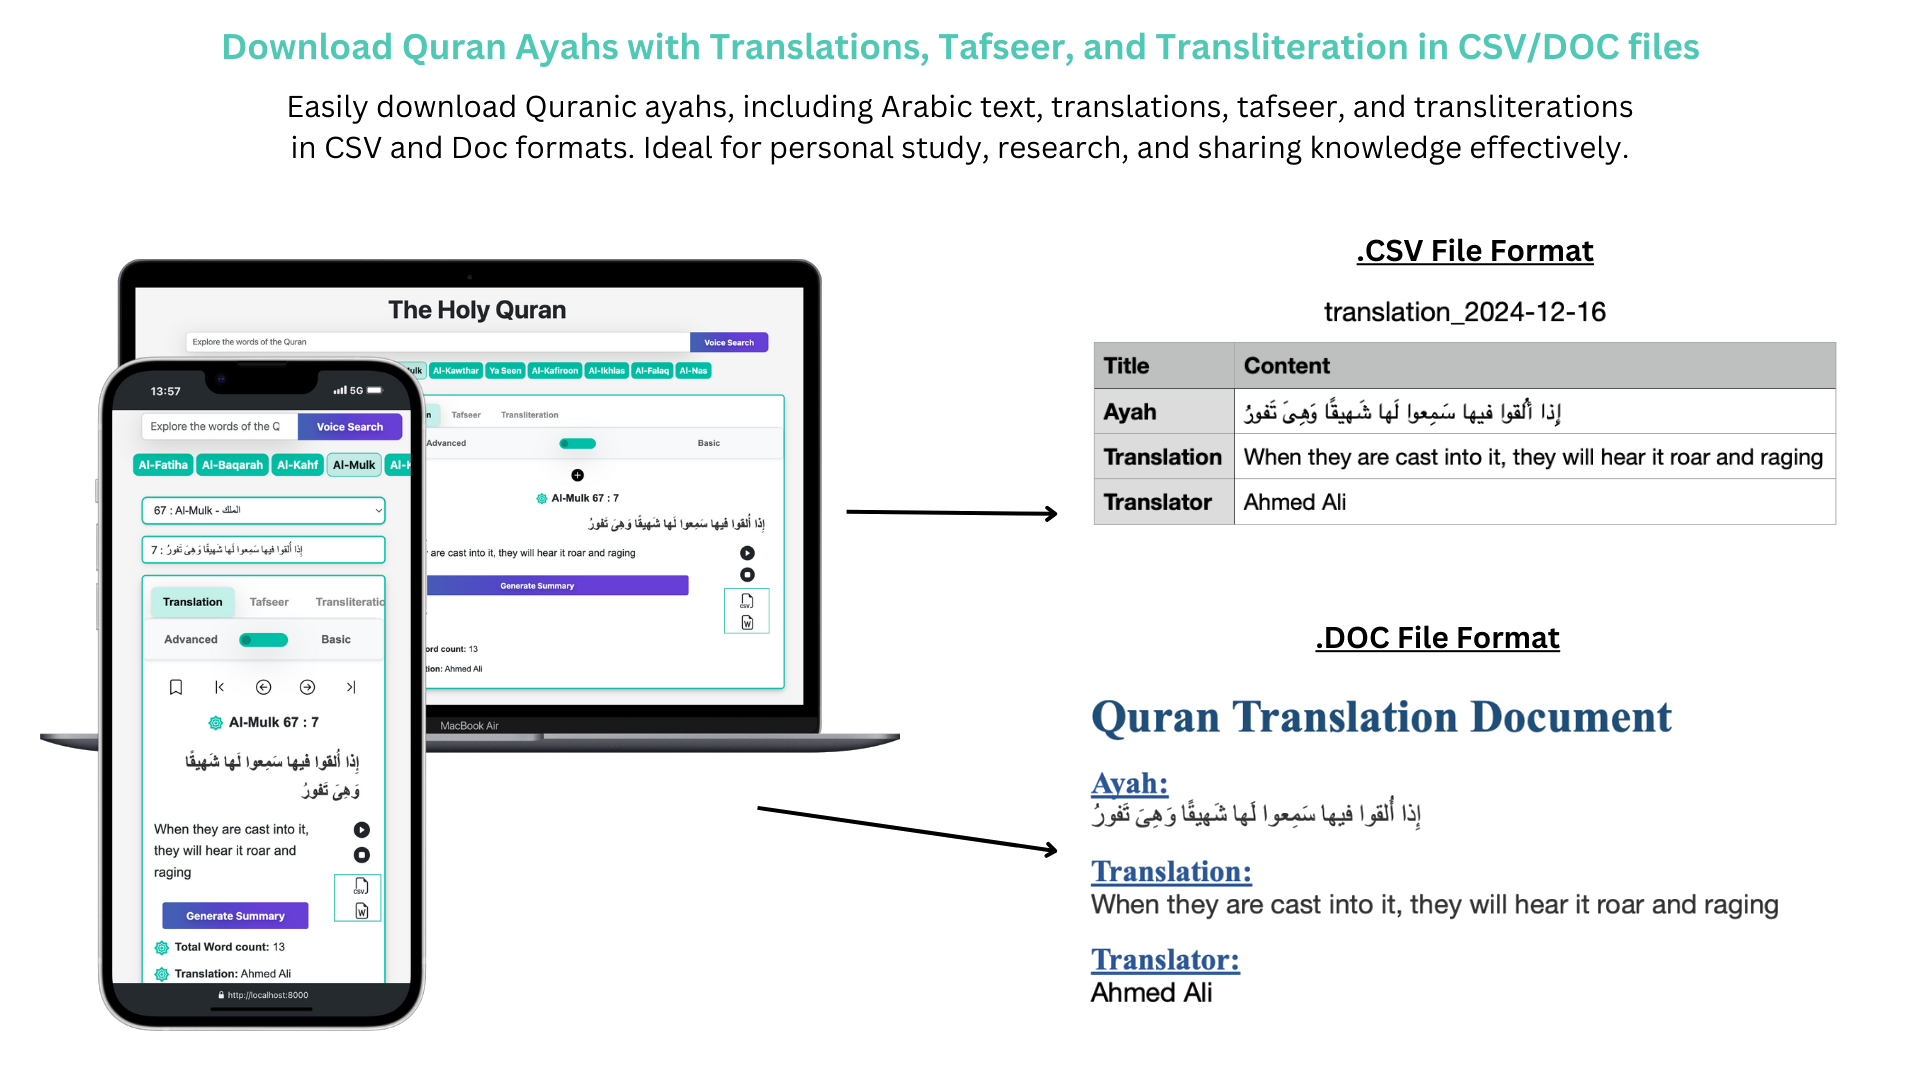 Download Quran Ayahs with Translations, Tafseer, and Transliteration in CSV/DOC files
Easily download Quranic ayahs, including Arabic text, translations, tafseer, and transliterations
in CSV and Doc formats. Ideal for personal study, research, and sharing knowledge effectively.
The Holy Quran
Explore the words of the Quran
Voice Search
Al-Kawthar Ya Seen Al-Kafiroon Al-Ikhlas Al-Falaq Al-Nas
Tafseer Transliteration
Advanced Basic
Al-Mulk 67 : 7
إِذا أُلقوا فيها سَمِعوا لَها شَهيقًا وَهِىَ تَفورُ
are cast into it, they will hear it roar and raging
Generate Summary
CSV
W
ord count: 13
tion: Ahmed Ali
MacBook Air
13:57
5G
Explore the words of the Q
Voice Search
Al-Fatiha Al-Baqarah Al-Kahf Al-Mulk Al-K
67 : Al-Mulk - الملك
7 : إِذا أُلقوا فيها سَمِعوا لَها شَهيقًا وَهِىَ تَفورُ
Translation Tafseer Transliteratio
Advanced Basic
Al-Mulk 67 : 7
إِذا أُلقوا فيها سَمِعوا لَها شَهيقًا
وَهِىَ تَفورُ
When they are cast into it,
they will hear it roar and
raging
CSV
W
Generate Summary
Total Word count: 13
Translation: Ahmed Ali
http://localhost:8000
.CSV File Format
translation_2024-12-16
Title Content
Ayah إِذا أُلقوا فيها سَمِعوا لَها شَهيقًا وَهِىَ تَفورُ
Translation When they are cast into it, they will hear it roar and raging
Translator Ahmed Ali
.DOC File Format
Quran Translation Document
Ayah:
إِذا أُلقوا فيها سَمِعوا لَها شَهيقًا وَهِىَ تَفورُ
Translation:
When they are cast into it, they will hear it roar and raging
Translator:
Ahmed Ali